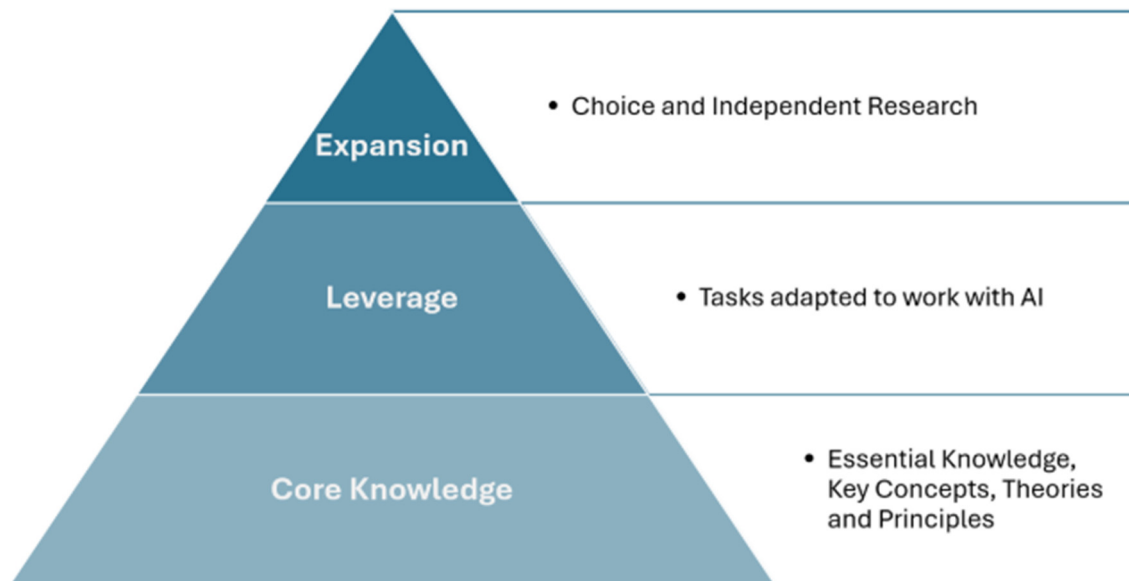 Expansion
• Choice and Independent Research
Leverage
• Tasks adapted to work with AI
Core Knowledge
• Essential Knowledge,
Key Concepts, Theories
and Principles